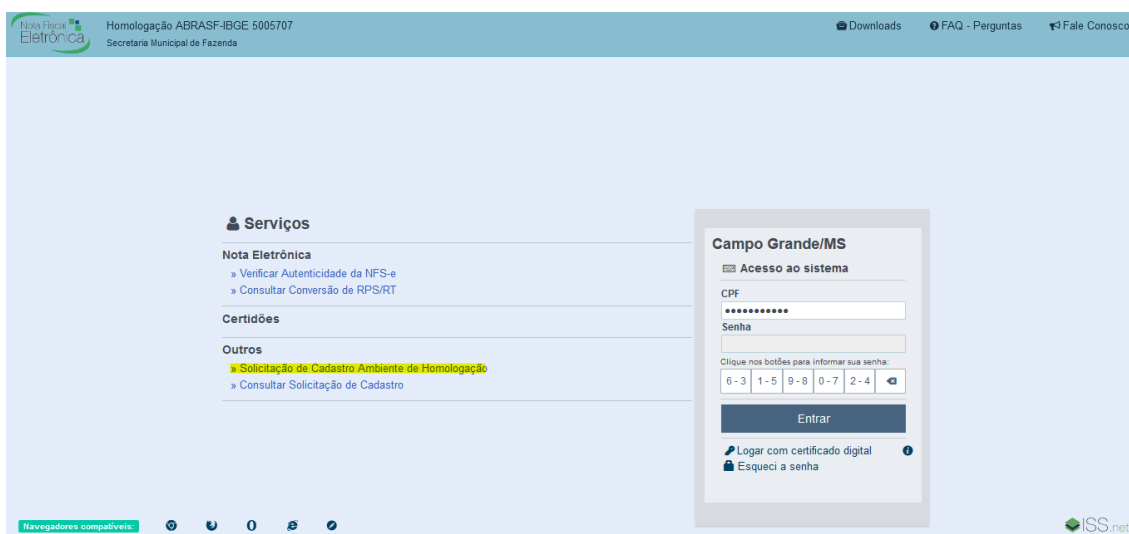 Nota Fiscal
Eletrônica
Homologação ABRASF-IBGE 5005707
Secretaria Municipal de Fazenda
Downloads
FAQ - Perguntas
Fale Conosco
Serviços
Nota Eletrônica
» Verificar Autenticidade da NFS-e
» Consultar Conversão de RPS/RT
Certidões
Outros
» Solicitação de Cadastro Ambiente de Homologação
» Consultar Solicitação de Cadastro
Campo Grande/MS
Acesso ao sistema
CPF
•••••••••••
Senha
Clique nos botões para informar sua senha:
6 - 3 1 - 5 9 - 8 0 - 7 2 - 4
Entrar
Logar com certificado digital
Esqueci a senha
Navegadores compatíveis:
ISS.net